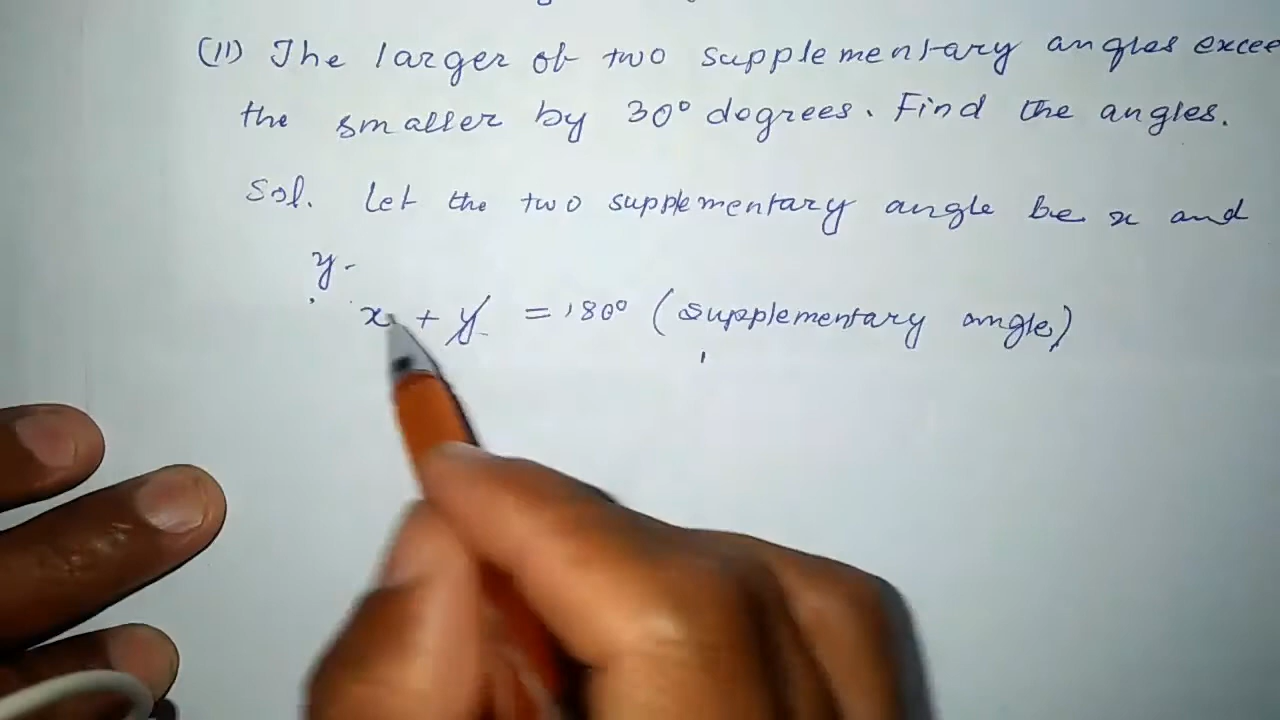 (11) The larger of two supplementary angles excee
the smaller by 30° dogrees. Find the angles.
Sol. Let the two supplementary angle be x and
y-
x + y = 180° (supplementary angle)